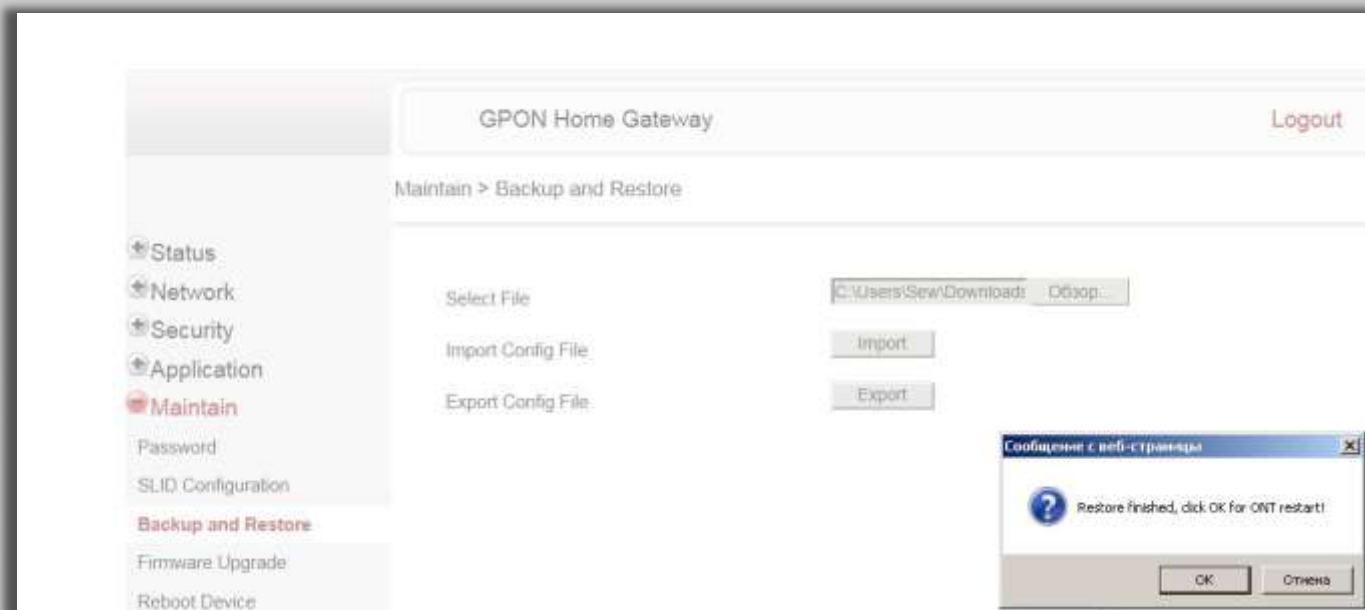 GPON Home Gateway
Logout
Maintain > Backup and Restore
Status
Network
Security
Application
Maintain
Password
SLID Configuration
Backup and Restore
Firmware Upgrade
Reboot Device
Select File
C:\Users\Sew\Downloads
Обзор...
Import Config File
Import
Export Config File
Export
Сообщение с веб-страницы
Restore finished, click OK for ONT restart!
OK
Отмена